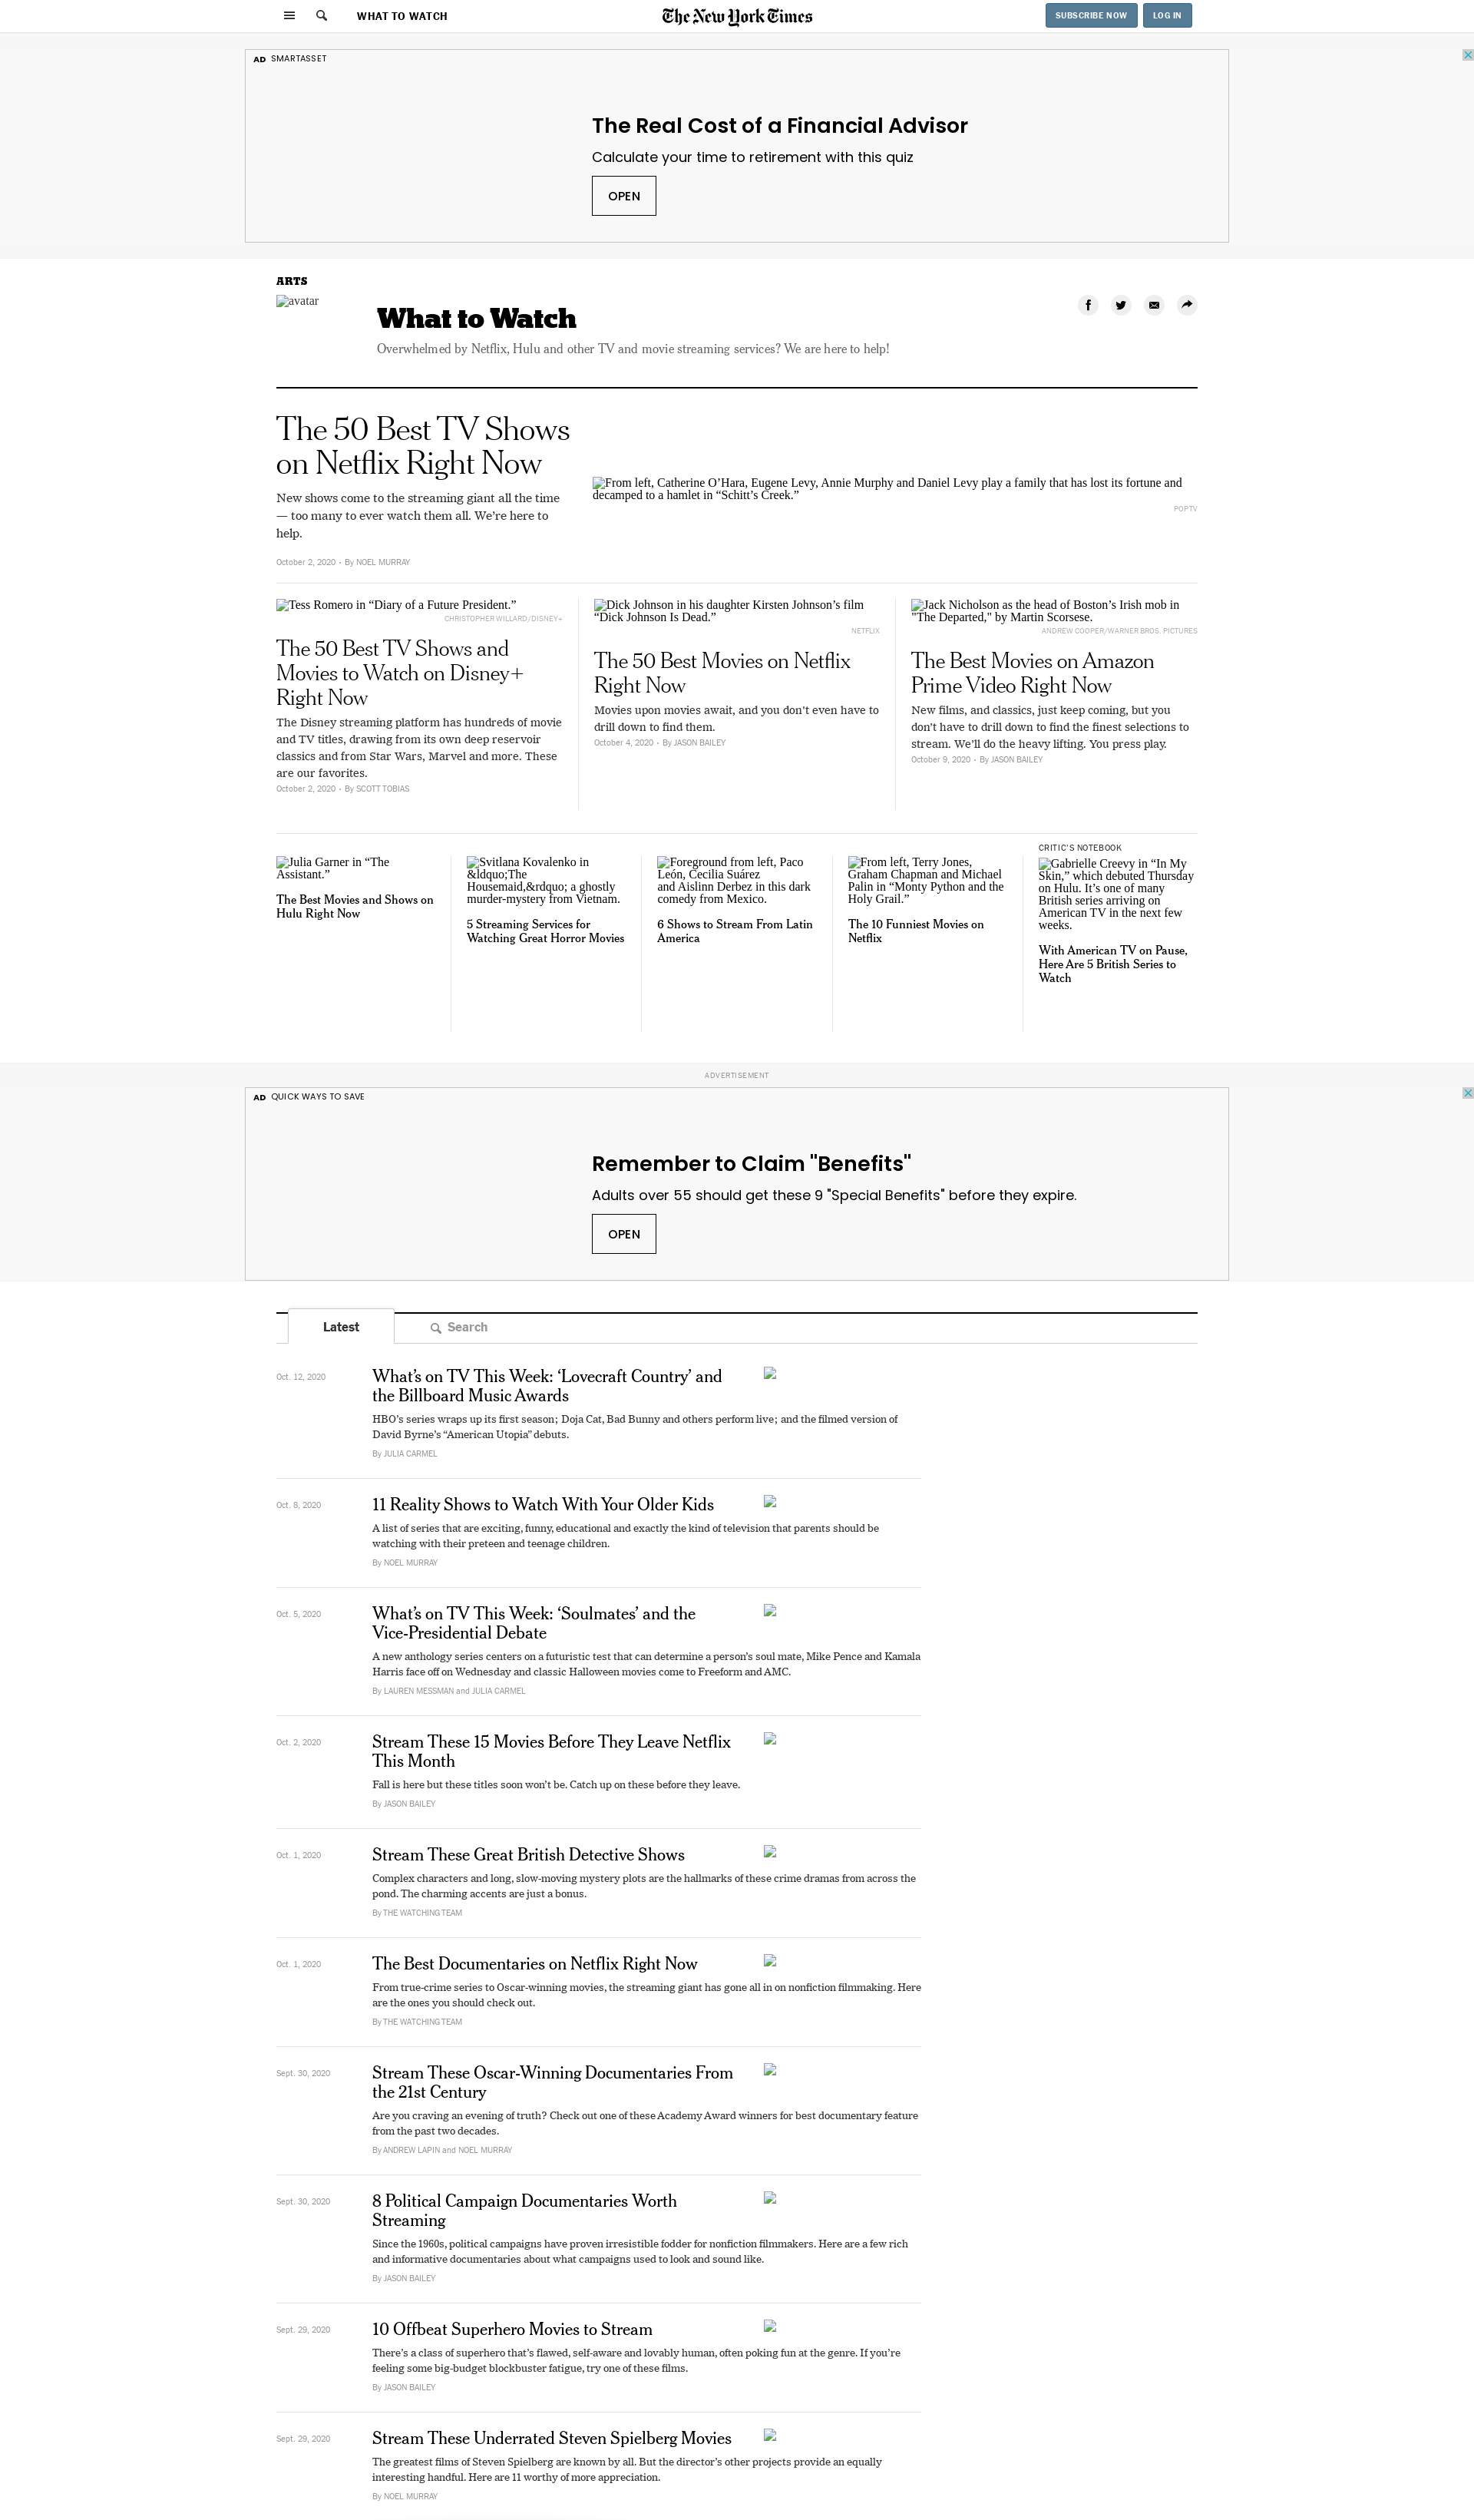 WHAT TO WATCH
The New York Times
SUBSCRIBE NOW
LOG IN
AD SMARTASSET
The Real Cost of a Financial Advisor
Calculate your time to retirement with this quiz
OPEN
ARTS
avatar
What to Watch
Overwhelmed by Netflix, Hulu and other TV and movie streaming services? We are here to help!
The 50 Best TV Shows
on Netflix Right Now
New shows come to the streaming giant all the time
— too many to ever watch them all. We’re here to
help.
October 2, 2020 • By NOEL MURRAY
From left, Catherine O’Hara, Eugene Levy, Annie Murphy and Daniel Levy play a family that has lost its fortune and
decamped to a hamlet in “Schitt’s Creek.”
POP TV
Tess Romero in “Diary of a Future President.”
CHRISTOPHER WILLARD/DISNEY+
The 50 Best TV Shows and
Movies to Watch on Disney+
Right Now
The Disney streaming platform has hundreds of movie
and TV titles, drawing from its own deep reservoir
classics and from Star Wars, Marvel and more. These
are our favorites.
October 2, 2020 • By SCOTT TOBIAS
Dick Johnson in his daughter Kirsten Johnson’s film
“Dick Johnson Is Dead.”
NETFLIX
The 50 Best Movies on Netflix
Right Now
Movies upon movies await, and you’t even have to
drill down to find them.
October 4, 2020 • By JASON BAILEY
Jack Nicholson as the head of Boston’s Irish mob in
"The Departed," by Martin Scorsese.
ANDREW COOPER/WARNER BROS. PICTURES
The Best Movies on Amazon
Prime Video Right Now
New films, and classics, just keep coming, but you
don’t have to drill down to find the finest selections to
stream. We’ll do the heavy lifting. You press play.
October 9, 2020 • By JASON BAILEY
Julia Garner in “The
Assistant.”
The Best Movies and Shows on
Hulu Right Now
Svitlana Kovalenko in
&ldquo;The
Housemaid,&rdquo; a ghostly
murder-mystery from Vietnam.
5 Streaming Services for
Watching Great Horror Movies
Foreground from left, Paco
León, Cecilia Suárez
and Aislinn Derbez in this dark
comedy from Mexico.
6 Shows to Stream From Latin
America
From left, Terry Jones,
Graham Chapman and Michael
Palin in “Monty Python and the
Holy Grail.”
The 10 Funniest Movies on
Netflix
CRITIC’S NOTEBOOK
Gabrielle Creevy in “In My
Skin,” which debuted Thursday
on Hulu. It’s one of many
British series arriving on
American TV in the next few
weeks.
With American TV on Pause,
Here Are 5 British Series to
Watch
ADVERTISEMENT
AD QUICK WAYS TO SAVE
Remember to Claim "Benefits"
Adults over 55 should get these 9 "Special Benefits" before they expire.
OPEN
Latest
Search
Oct. 12, 2020
What’s on TV This Week: ‘Lovecraft Country’ and
the Billboard Music Awards
HBO’s series wraps up its first season; Doja Cat, Bad Bunny and others perform live; and the filmed version of
David Byrne’s “American Utopia” debuts.
By JULIA CARMEL
Oct. 8, 2020
11 Reality Shows to Watch With Your Older Kids
A list of series that are exciting, funny, educational and exactly the kind of television that parents should be
watching with their preteen and teenage children.
By NOEL MURRAY
Oct. 5, 2020
What’s on TV This Week: ‘Soulmates’ and the
Vice-Presidential Debate
A new anthology series centers on a futuristic test that can determine a person’s soul mate, Mike Pence and Kamala
Harris face off on Wednesday and classic Halloween movies come to Freeform and AMC.
By LAUREN MESSMAN and JULIA CARMEL
Oct. 2, 2020
Stream These 15 Movies Before They Leave Netflix
This Month
Fall is here but these titles soon won’t be. Catch up on these before they leave.
By JASON BAILEY
Oct. 1, 2020
Stream These Great British Detective Shows
Complex characters and long, slow-moving mystery plots are the hallmarks of these crime dramas from across the
pond. The charming accents are just a bonus.
By THE WATCHING TEAM
Oct. 1, 2020
The Best Documentaries on Netflix Right Now
From true-crime series to Oscar-winning movies, the streaming giant has gone all in on nonfiction filmmaking. Here
are the ones you should check out.
By THE WATCHING TEAM
Sept. 30, 2020
Stream These Oscar-Winning Documentaries From
the 21st Century
Are you craving an evening of truth? Check out one of these Academy Award winners for best documentary feature
from the past two decades.
By ANDREW LAPIN and NOEL MURRAY
Sept. 30, 2020
8 Political Campaign Documentaries Worth
Streaming
Since the 1960s, political campaigns have proven irresistible fodder for nonfiction filmmakers. Here are a few rich
and informative documentaries about what campaigns used to look and sound like.
By JASON BAILEY
Sept. 29, 2020
10 Offbeat Superhero Movies to Stream
There’s a class of superhero that’s flawed, self-aware and lovably human, often poking fun at the genre. If you’re
feeling some big-budget blockbuster fatigue, try one of these films.
By JASON BAILEY
Sept. 29, 2020
Stream These Underrated Steven Spielberg Movies
The greatest films of Steven Spielberg are known by all. But the director’s other projects provide an equally
interesting handful. Here are 11 worthy of more appreciation.
By NOEL MURRAY